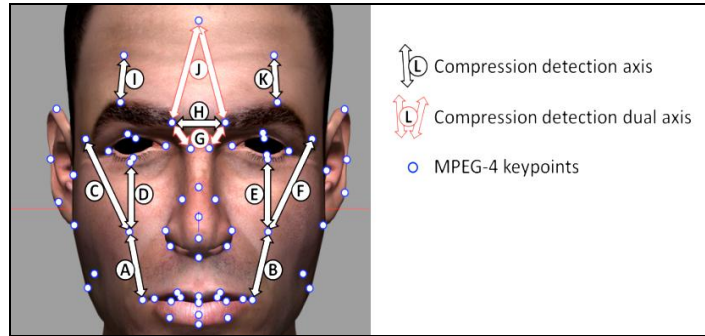 J
I
K
H
G
C
D
E
F
A
B
L Compression detection axis
L Compression detection dual axis
MPEG-4 keypoints